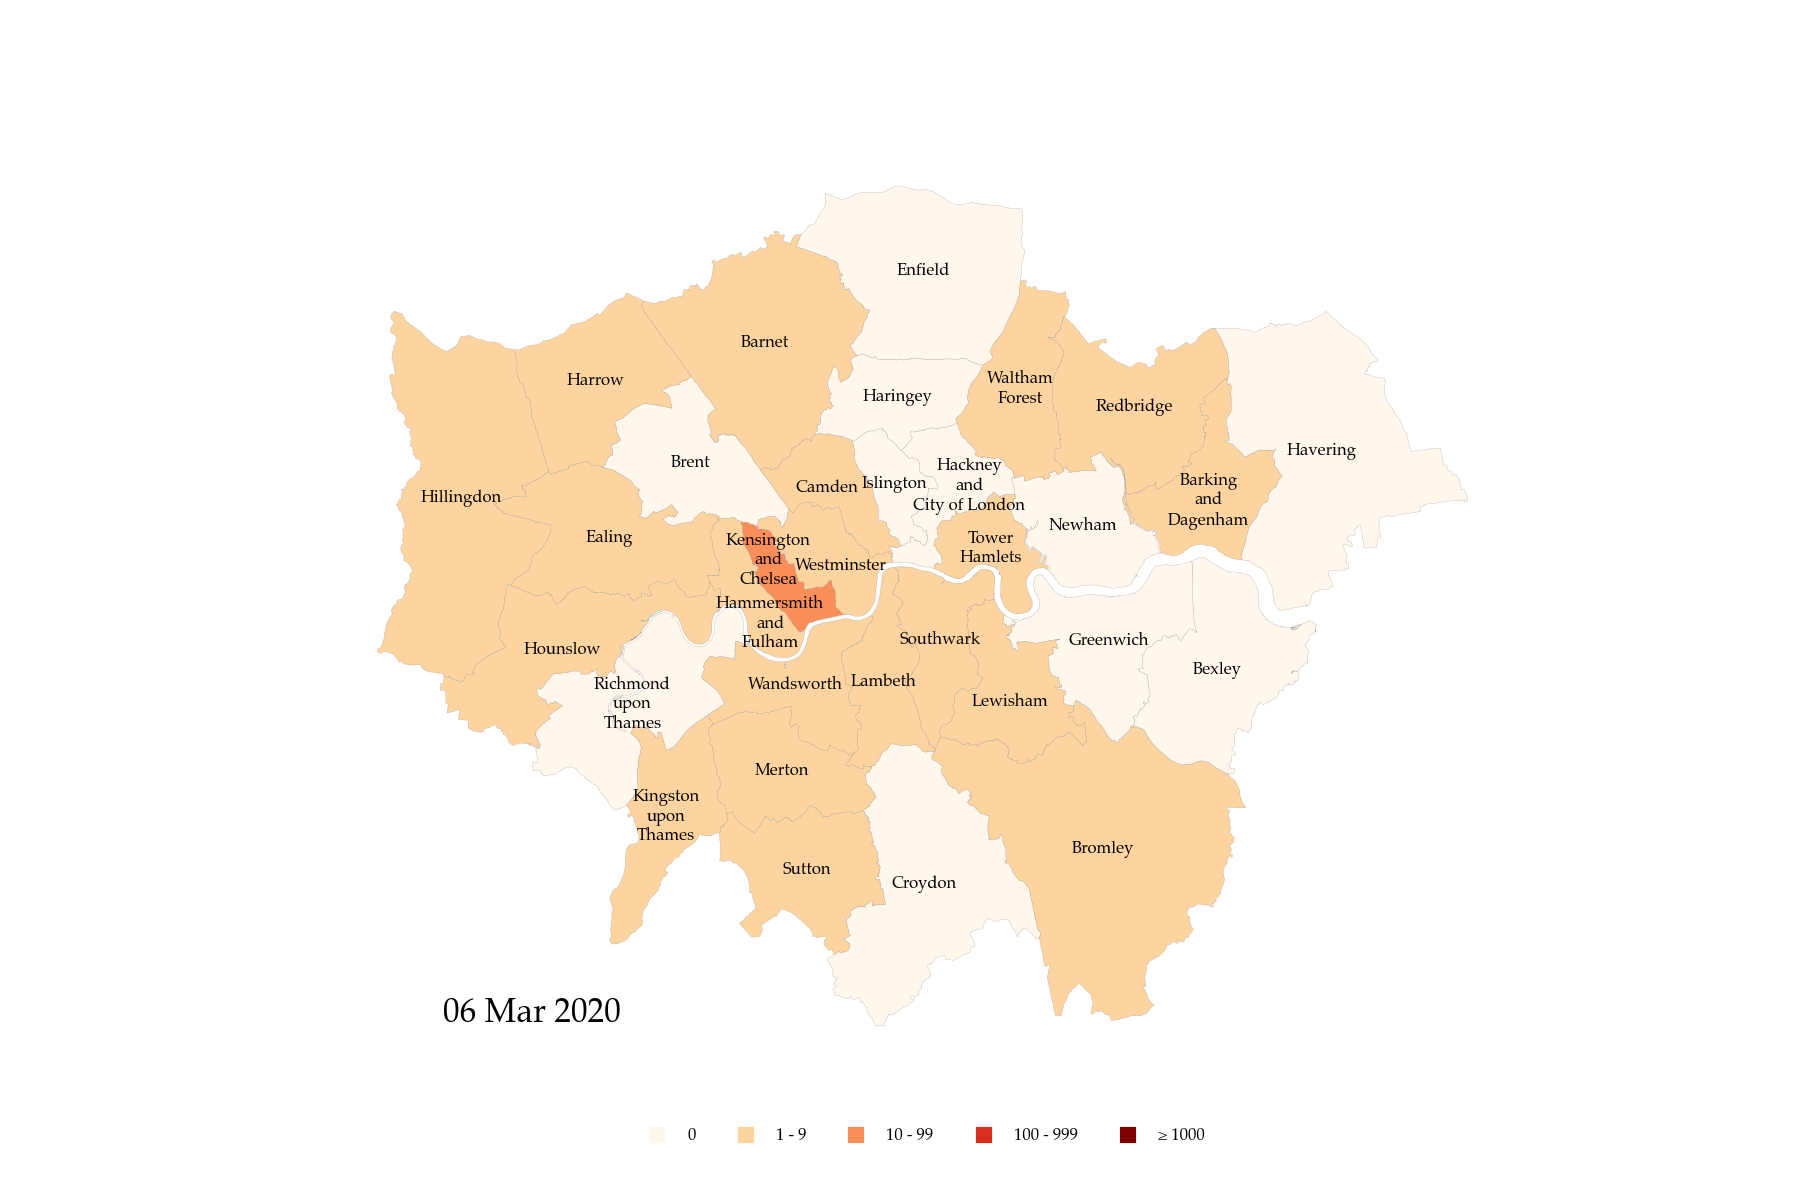 Enfield
Barnet
Harrow
Waltham
Forest
Haringey
Redbridge
Havering
Brent
Hackney
and
City of London
Islington
Camden
Barking
and
Dagenham
Hillingdon
Newham
Ealing
Kensington
and
Chelsea
Tower
Hamlets
Westminster
Hammersmith
and
Fulham
Southwark
Greenwich
Hounslow
Bexley
Richmond
upon
Thames
Wandsworth
Lambeth
Lewisham
Merton
Kingston
upon
Thames
Bromley
Sutton
Croydon
06 Mar 2020
0
1 - 9
10 - 99
100 - 999
≥ 1000